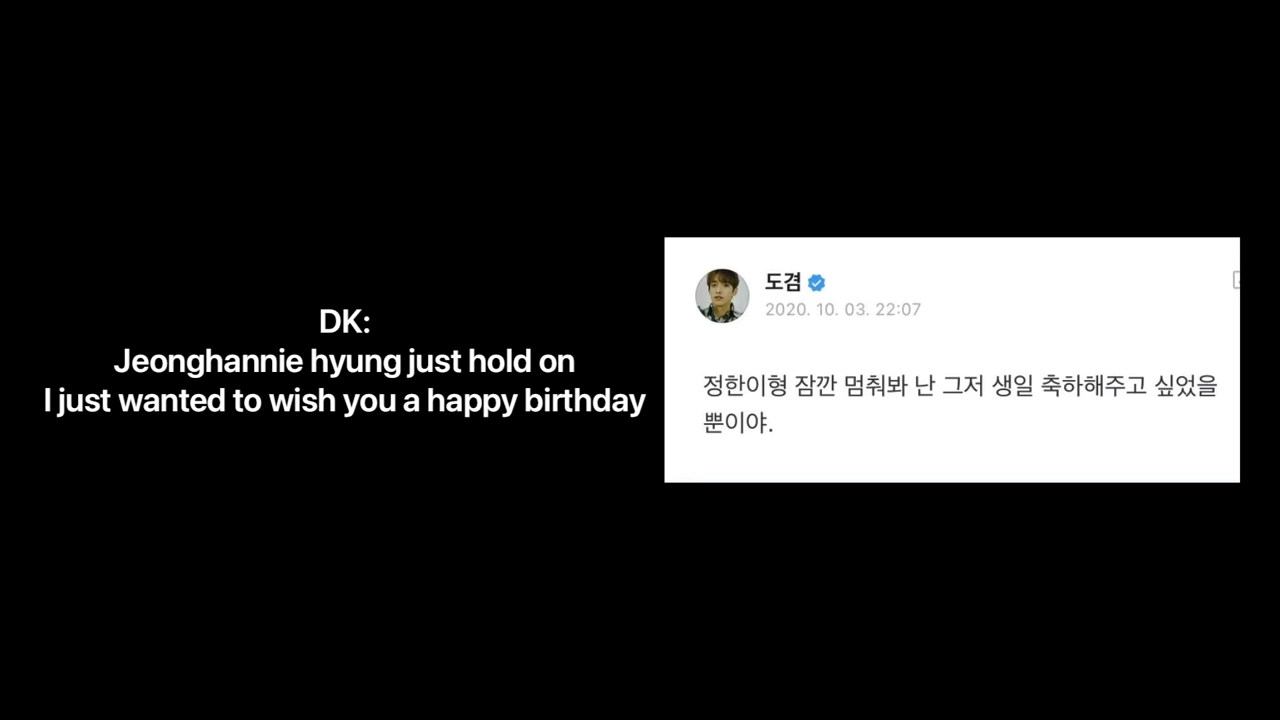 DK:
Jeonghannie hyung just hold on
I just wanted to wish you a happy birthday
도겸
2020. 10. 03. 22:07
정한이형 잠깐 멈춰봐 난 그저 생일 축하해주고 싶었을
뿐이야.